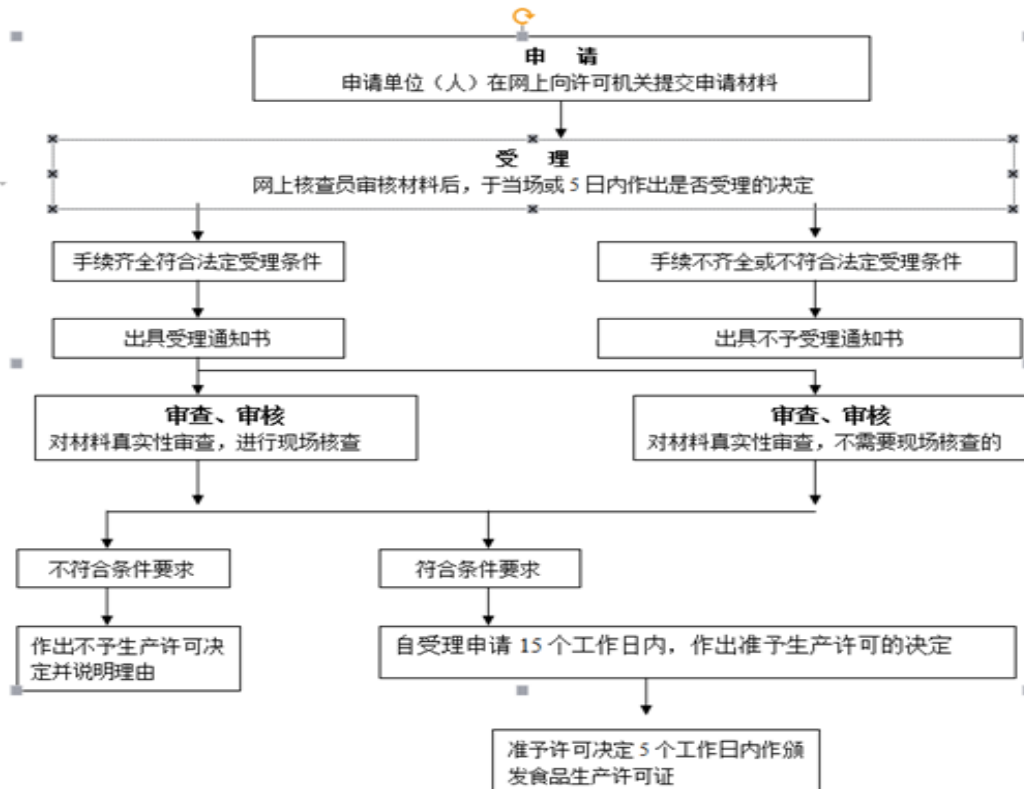 申 请
申请单位（人）在网上向许可机关提交申请材料
受 理
网上核查员审核材料后，于当场或 5 日内作出是否受理的决定
手续齐全符合法定受理条件
手续不齐全或不符合法定受理条件
出具受理通知书
出具不予受理通知书
审查、审核
对材料真实性审查，进行现场核查
审查、审核
对材料真实性审查，不需要现场核查的
不符合条件要求
符合条件要求
作出不予生产许可决
定并说明理由
自受理申请 15 个工作日内，作出准予生产许可的决定
准予许可决定 5 个工作日内作颁
发食品生产许可证